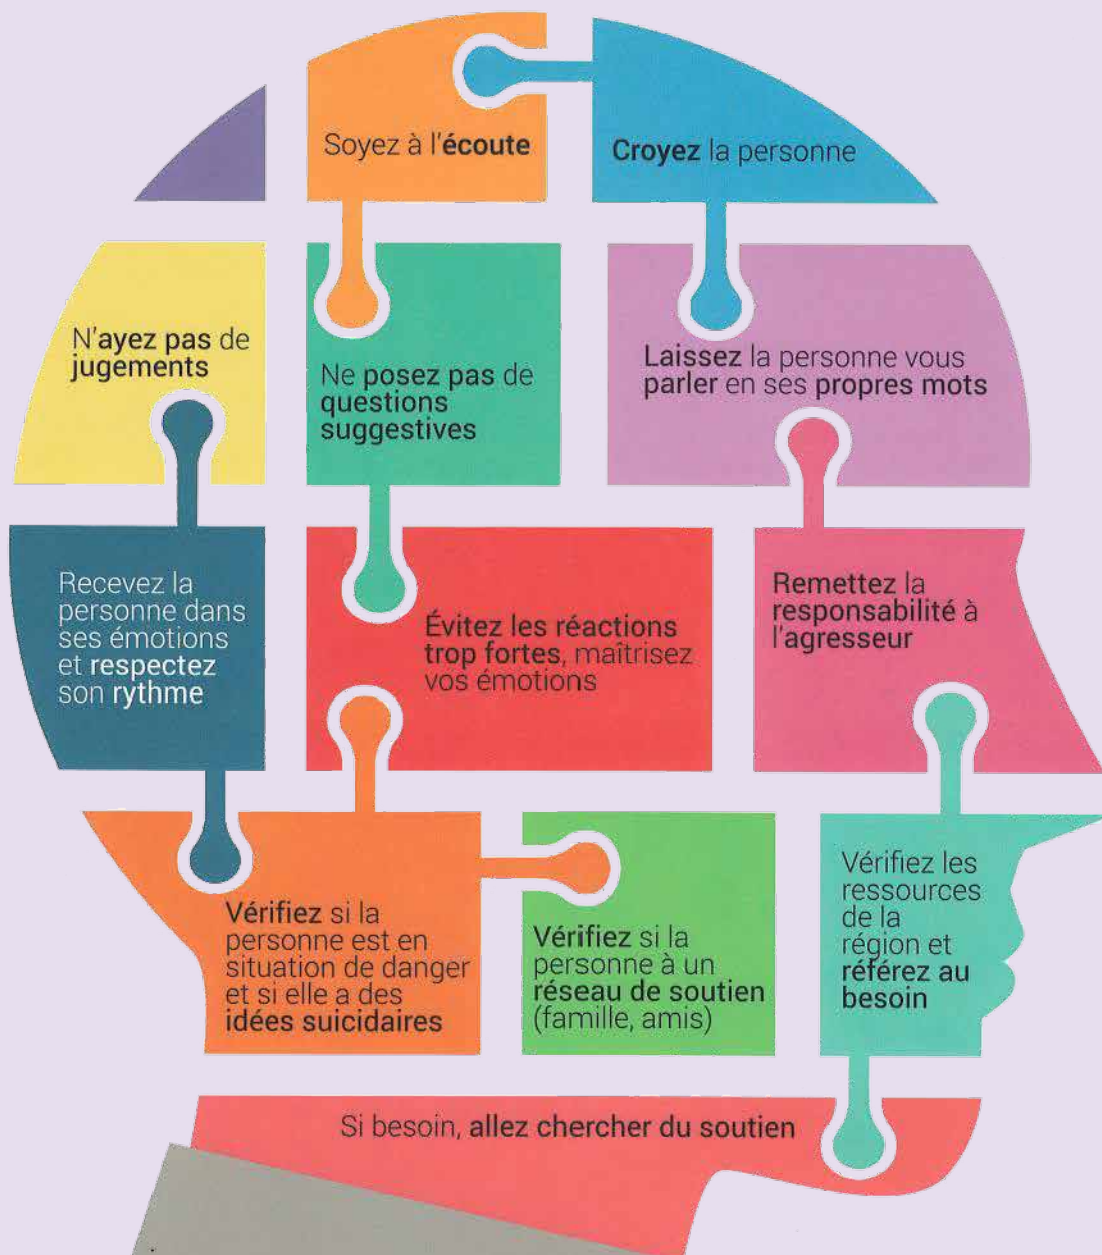 Soyez à l'écoute
Croyez la personne
N'ayez pas de
jugements
Ne posez pas de
questions
suggestives
Laissez la personne vous
parler en ses propres mots
Recevez la
personne dans
ses émotions
et respectez
son rythme
Évitez les réactions
trop fortes, maîtrisez
vos émotions
Remettez la
responsabilité à
l'agresseur
Vérifiez si la
personne est en
situation de danger
et si elle a des
idées suicidaires
Vérifiez si la
personne à un
réseau de soutien
(famille, amis)
Vérifiez les
ressources
de la
région et
référez au
besoin
Si besoin, allez chercher du soutien